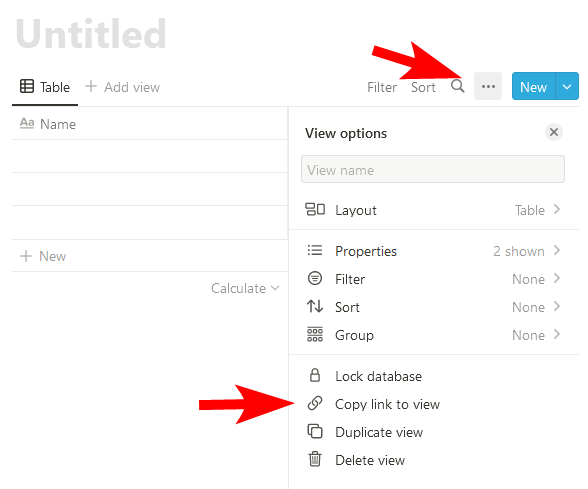 Untitled
Table + Add view Filter Sort ... New
Aa Name
View options
View name
Layout Table
Properties 2 shown
+ New
Filter None
Calculate
Sort None
Group None
Lock database
Copy link to view
Duplicate view
Delete view